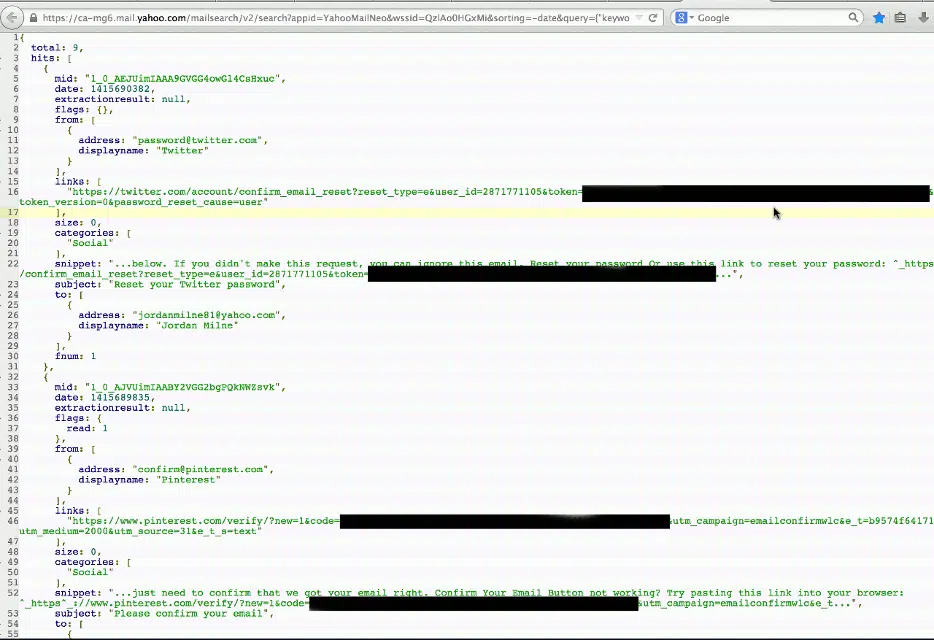 https://ca-mg6.mail.yahoo.com/mailsearch/v2/search?appid=YahooMailNeo&wssid=QzlAo0HGxMi&sorting=-date&query={"keywo
Google
1 {
2 total: 9,
3 hits: [
4 {
5 mid: "1_0_AEJUimIAAA9GVGG4owGl4CsHxuc",
6 date: 1415690382,
7 extractionresult: null,
8 flags: {},
9 from: [
10 {
11 address: "password@twitter.com",
12 displayname: "Twitter"
13 }
14 ],
15 links: [
16 "https://twitter.com/account/confirm_email_reset?reset_type=e&user_id=2871771105&token= &
token_version=0&password_reset_cause=user"
17 ],
18 size: 0,
19 categories: [
20 "Social"
21 ],
22 snippet: "...below. If you didn't make this request, you can ignore this email. Reset your password Or use this link to reset your password: ^_https
/confirm_email_reset?reset_type=e&user_id=2871771105&token= ...",
23 subject: "Reset your Twitter password",
24 to: [
25 {
26 address: "jordanmilne81@yahoo.com",
27 displayname: "Jordan Milne"
28 }
29 ],
30 fnum: 1
31 },
32 {
33 mid: "1_0_AJVUimIAABY2VGG2bgPQkNWZsvk",
34 date: 1415689835,
35 extractionresult: null,
36 flags: {
37 read: 1
38 },
39 from: [
40 {
41 address: "confirm@pinterest.com",
42 displayname: "Pinterest"
43 }
44 ],
45 links: [
46 "https://www.pinterest.com/verify/?new=1&code= &utm_campaign=emailconfirmwlc&e_t=b9574f64171
utm_medium=2000&utm_source=31&e_t_s=text"
47 ],
48 size: 0,
49 categories: [
50 "Social"
51 ],
52 snippet: "...just need to confirm that we got your email right. Confirm Your Email Button not working? Try pasting this link into your browser:
^_https^_://www.pinterest.com/verify/?new=1&code= &utm_campaign=emailconfirmwlc&e_t...",
53 subject: "Please confirm your email",
54 to: [
55 {